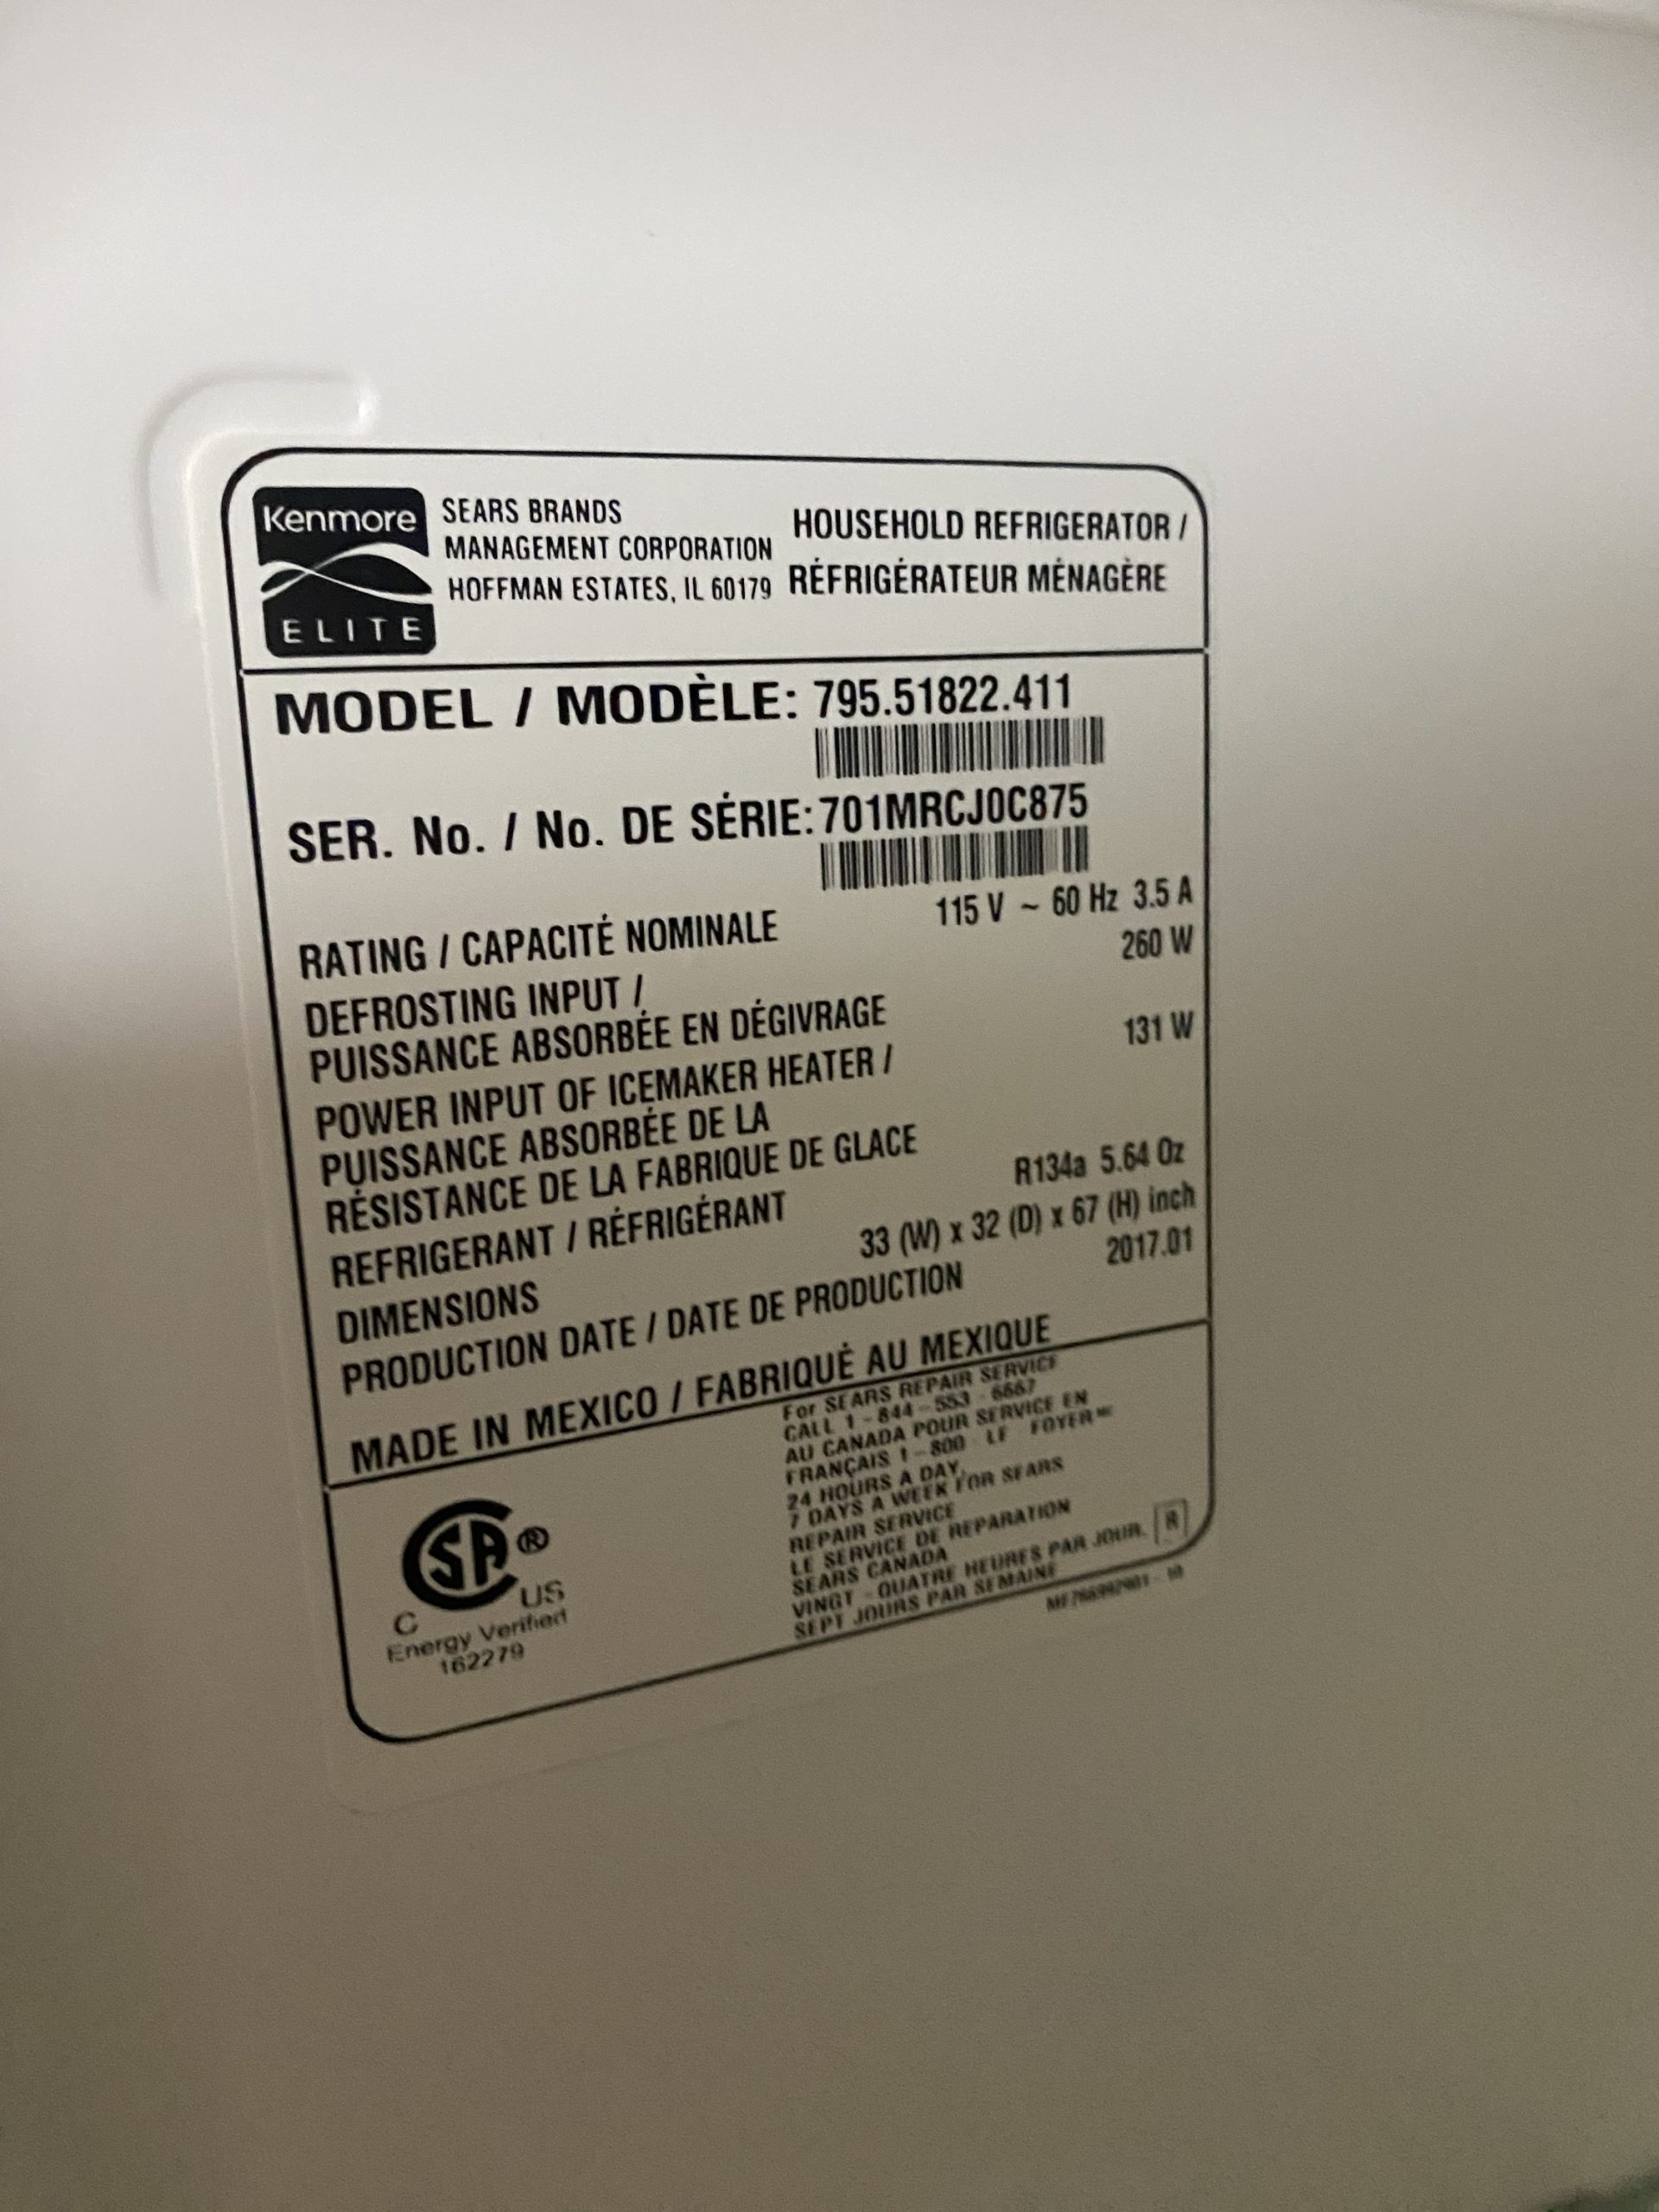 Kenmore
ELITE
SEARS BRANDS
MANAGEMENT CORPORATION
HOFFMAN ESTATES, IL 60179
HOUSEHOLD REFRIGERATOR /
RÉFRIGÉRATEUR MÉNAGÈRE
MODEL / MODÈLE: 795.51822.411
SER. No. / No. DE SÉRIE: 701MRCJ0C875
RATING / CAPACITÉ NOMINALE 115 V ~ 60 Hz 3.5 A
DEFROSTING INPUT / 260 W
PUISSANCE ABSORBÉE EN DÉGIVRAGE
POWER INPUT OF ICEMAKER HEATER / 131 W
PUISSANCE ABSORBÉE DE LA
RÉSISTANCE DE LA FABRIQUE DE GLACE
REFRIGERANT / RÉFRIGÉRANT R134a 5.64 Oz
DIMENSIONS 33 (W) x 32 (D) x 67 (H) inch
PRODUCTION DATE / DATE DE PRODUCTION 2017.01
MADE IN MEXICO / FABRIQUÉ AU MEXIQUE
SA®
C US
Energy Verified
162279
For SEARS REPAIR SERVICE
CALL 1-844-553-6667
AU CANADA POUR SERVICE EN
FRANÇAIS 1-800 LE FOYER MC
24 HOURS A DAY,
7 DAYS A WEEK FOR SEARS
REPAIR SERVICE
LE SERVICE DE REPARATION
SEARS CANADA
VINGT-QUATRE HEURES PAR JOUR.
SEPT JOURS PAR SEMAINE
R